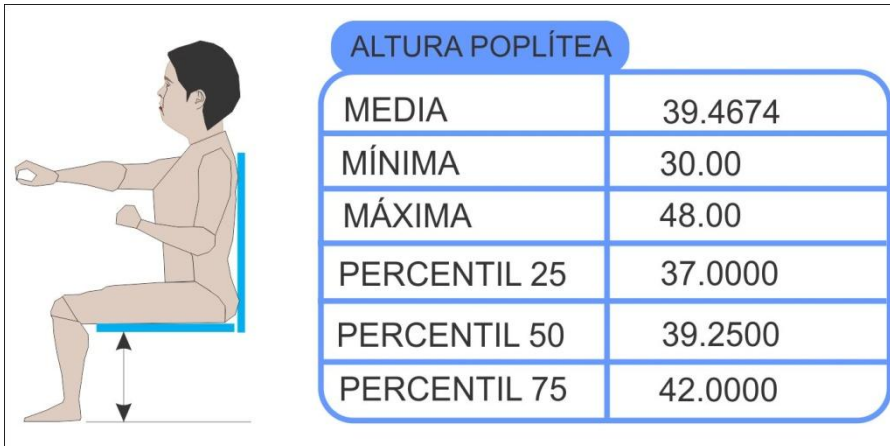 ALTURA POPLÍTEA
MEDIA 39.4674
MÍNIMA 30.00
MÁXIMA 48.00
PERCENTIL 25 37.0000
PERCENTIL 50 39.2500
PERCENTIL 75 42.0000